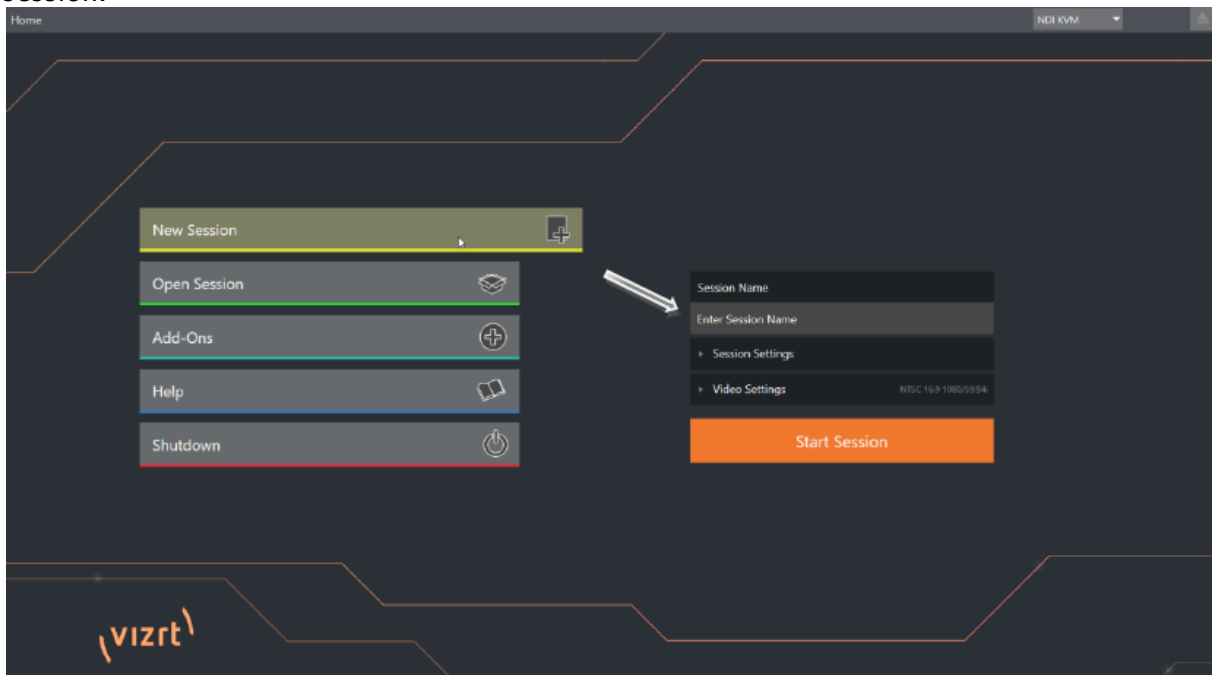 session.
Home
NDI KVM
New Session
Open Session
Add-Ons
Help
Shutdown
Session Name
Enter Session Name
Session Settings
Video Settings NTSC 16:9 1080/59.94i
Start Session
vizrt